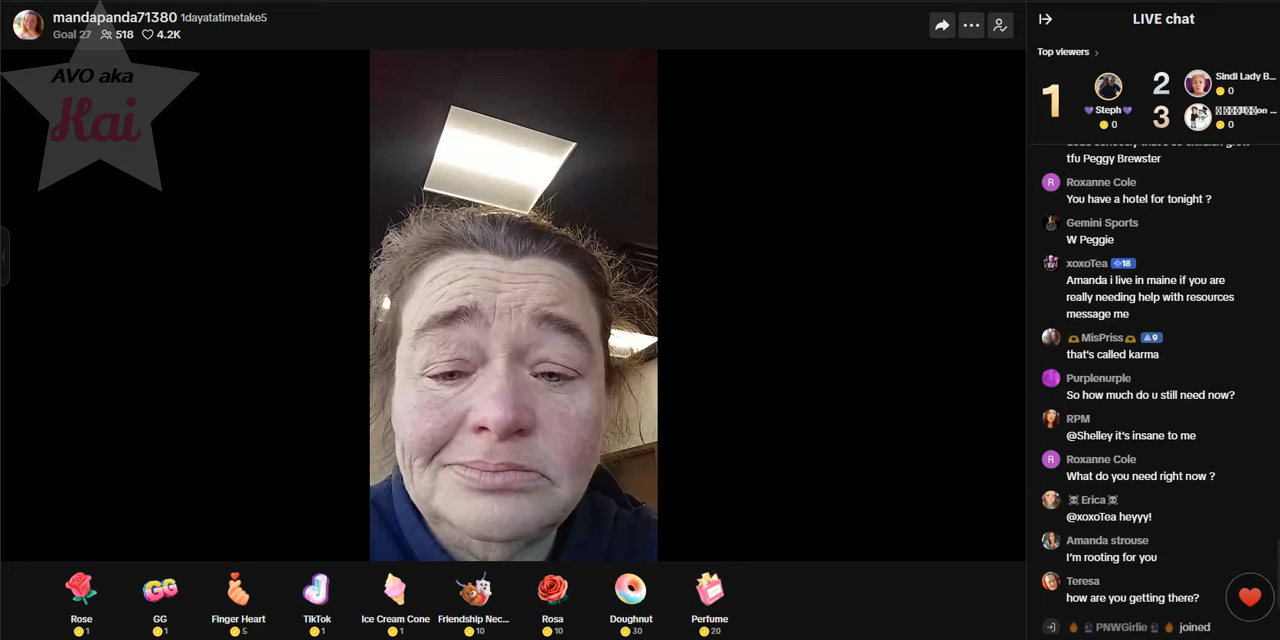 mandapanda71380 1dayatatimetake5
Goal 27 518 4.2K
AVO aka
Kai
LIVE chat
Top viewers
1
Steph
0
2
Sindi Lady B...
0
3
0
tfu Peggy Brewster
R
Roxanne Cole
You have a hotel for tonight ?
Gemini Sports
W Peggie
xoxoTea 18
Amanda i live in maine if you are
really needing help with resources
message me
MisPriss 9
that's called karma
Purplenurple
So how much do u still need now?
RPM
@Shelley it's insane to me
R
Roxanne Cole
What do you need right now ?
Erica
@xoxoTea heyyy!
Amanda strouse
I'm rooting for you
Teresa
how are you getting there?
PNWGirlie joined
GG
Rose
1
GG
1
Finger Heart
5
TikTok
1
Ice Cream Cone
1
Friendship Nec...
10
Rosa
10
Doughnut
30
Perfume
20